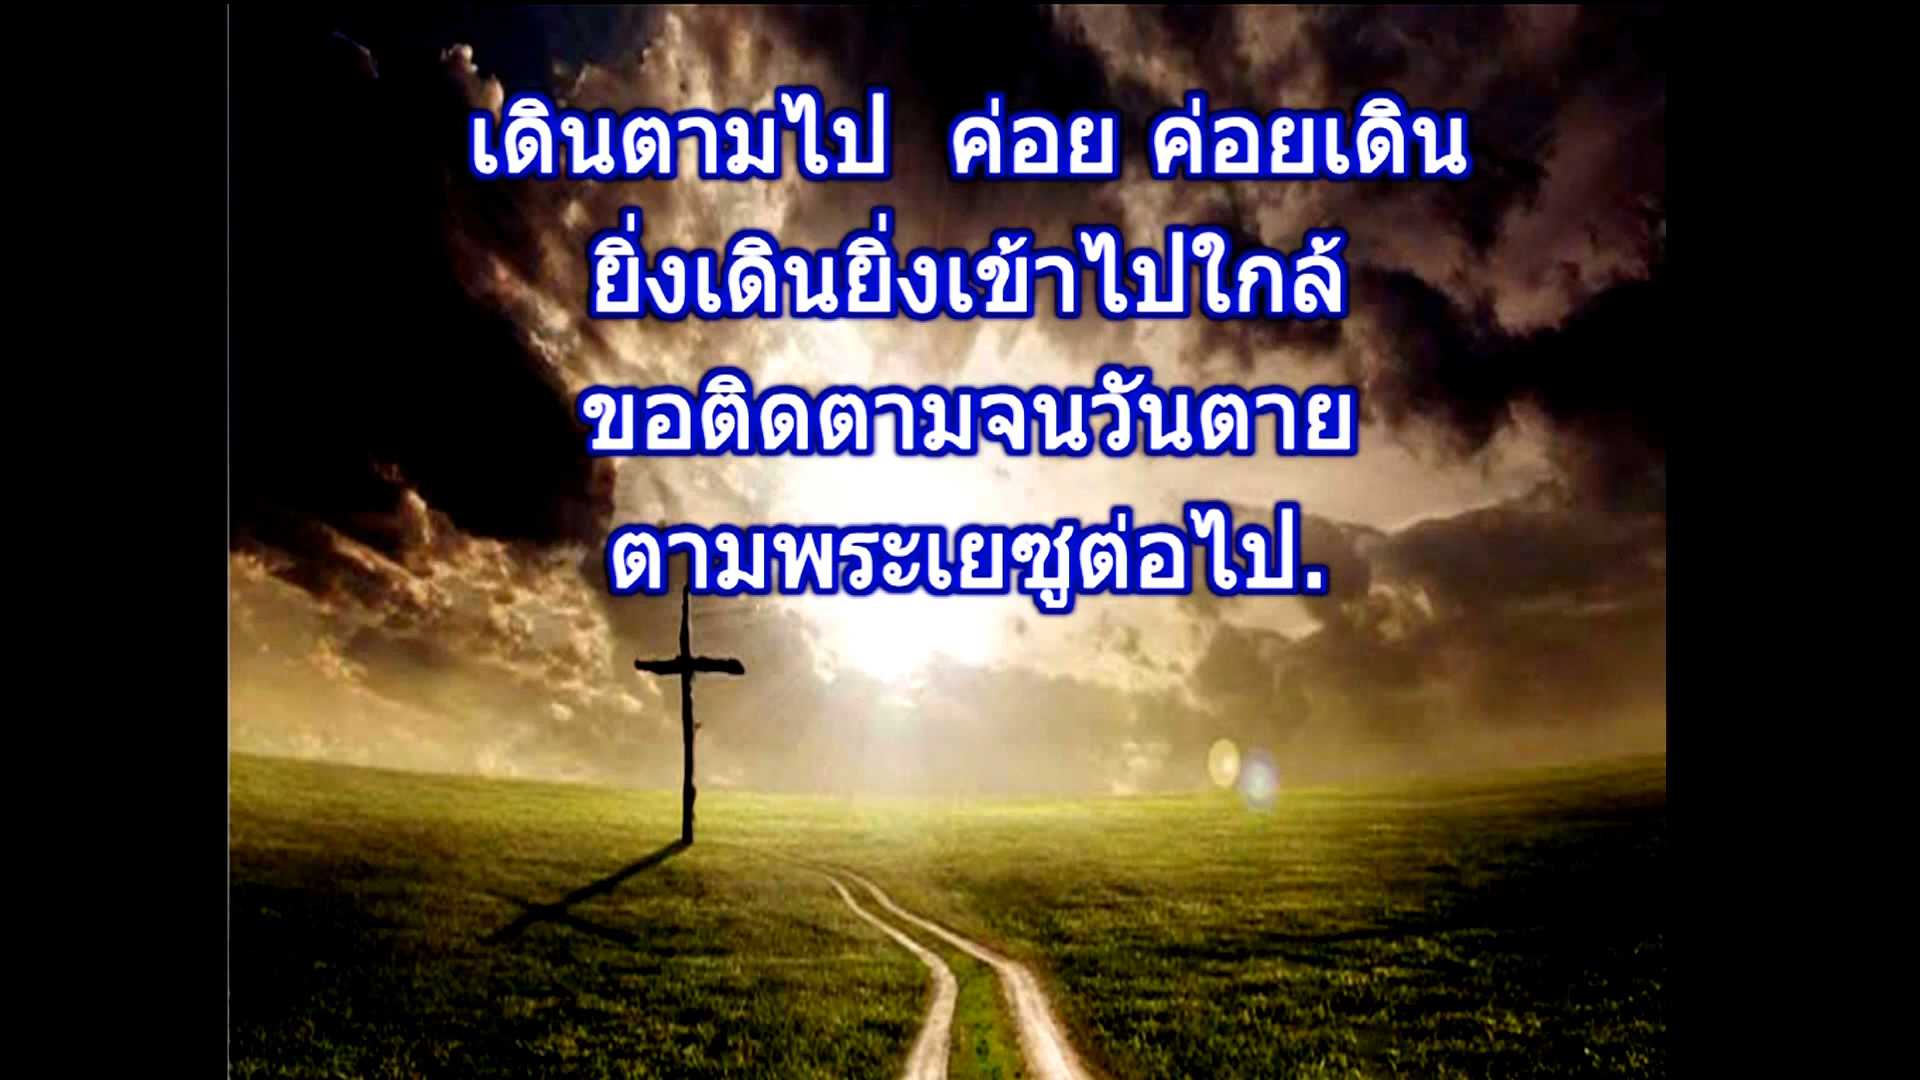 เดินตามไป ค่อย ค่อยเดิน
ยิ่งเดินยิ่งเข้าไปใกล้
ขอติดตามจนวันตาย
ตามพระเยซูต่อไป.